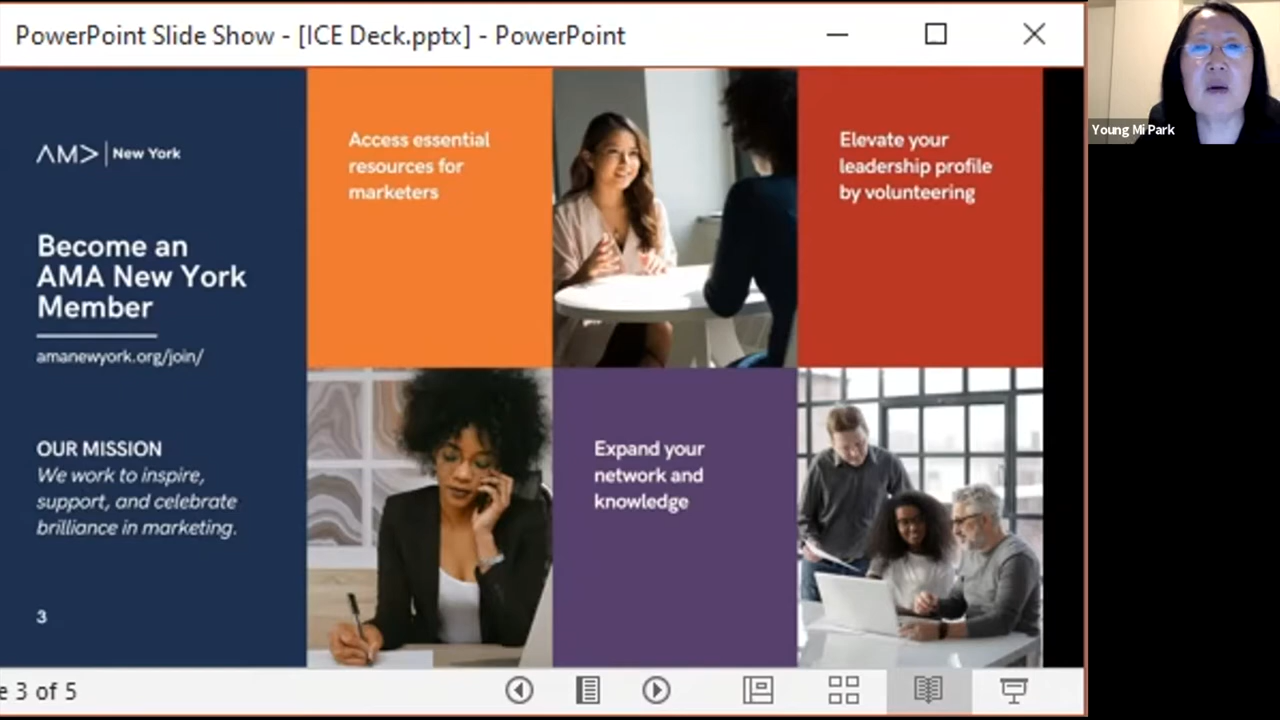 PowerPoint Slide Show - [ICE Deck.pptx] - PowerPoint
AMA | New York
Become an
AMA New York
Member
amanewyork.org/join/
OUR MISSION
We work to inspire,
support, and celebrate
brilliance in marketing.
3
Access essential
resources for
marketers
Elevate your
leadership profile
by volunteering
Expand your
network and
knowledge
e 3 of 5
Young Mi Park